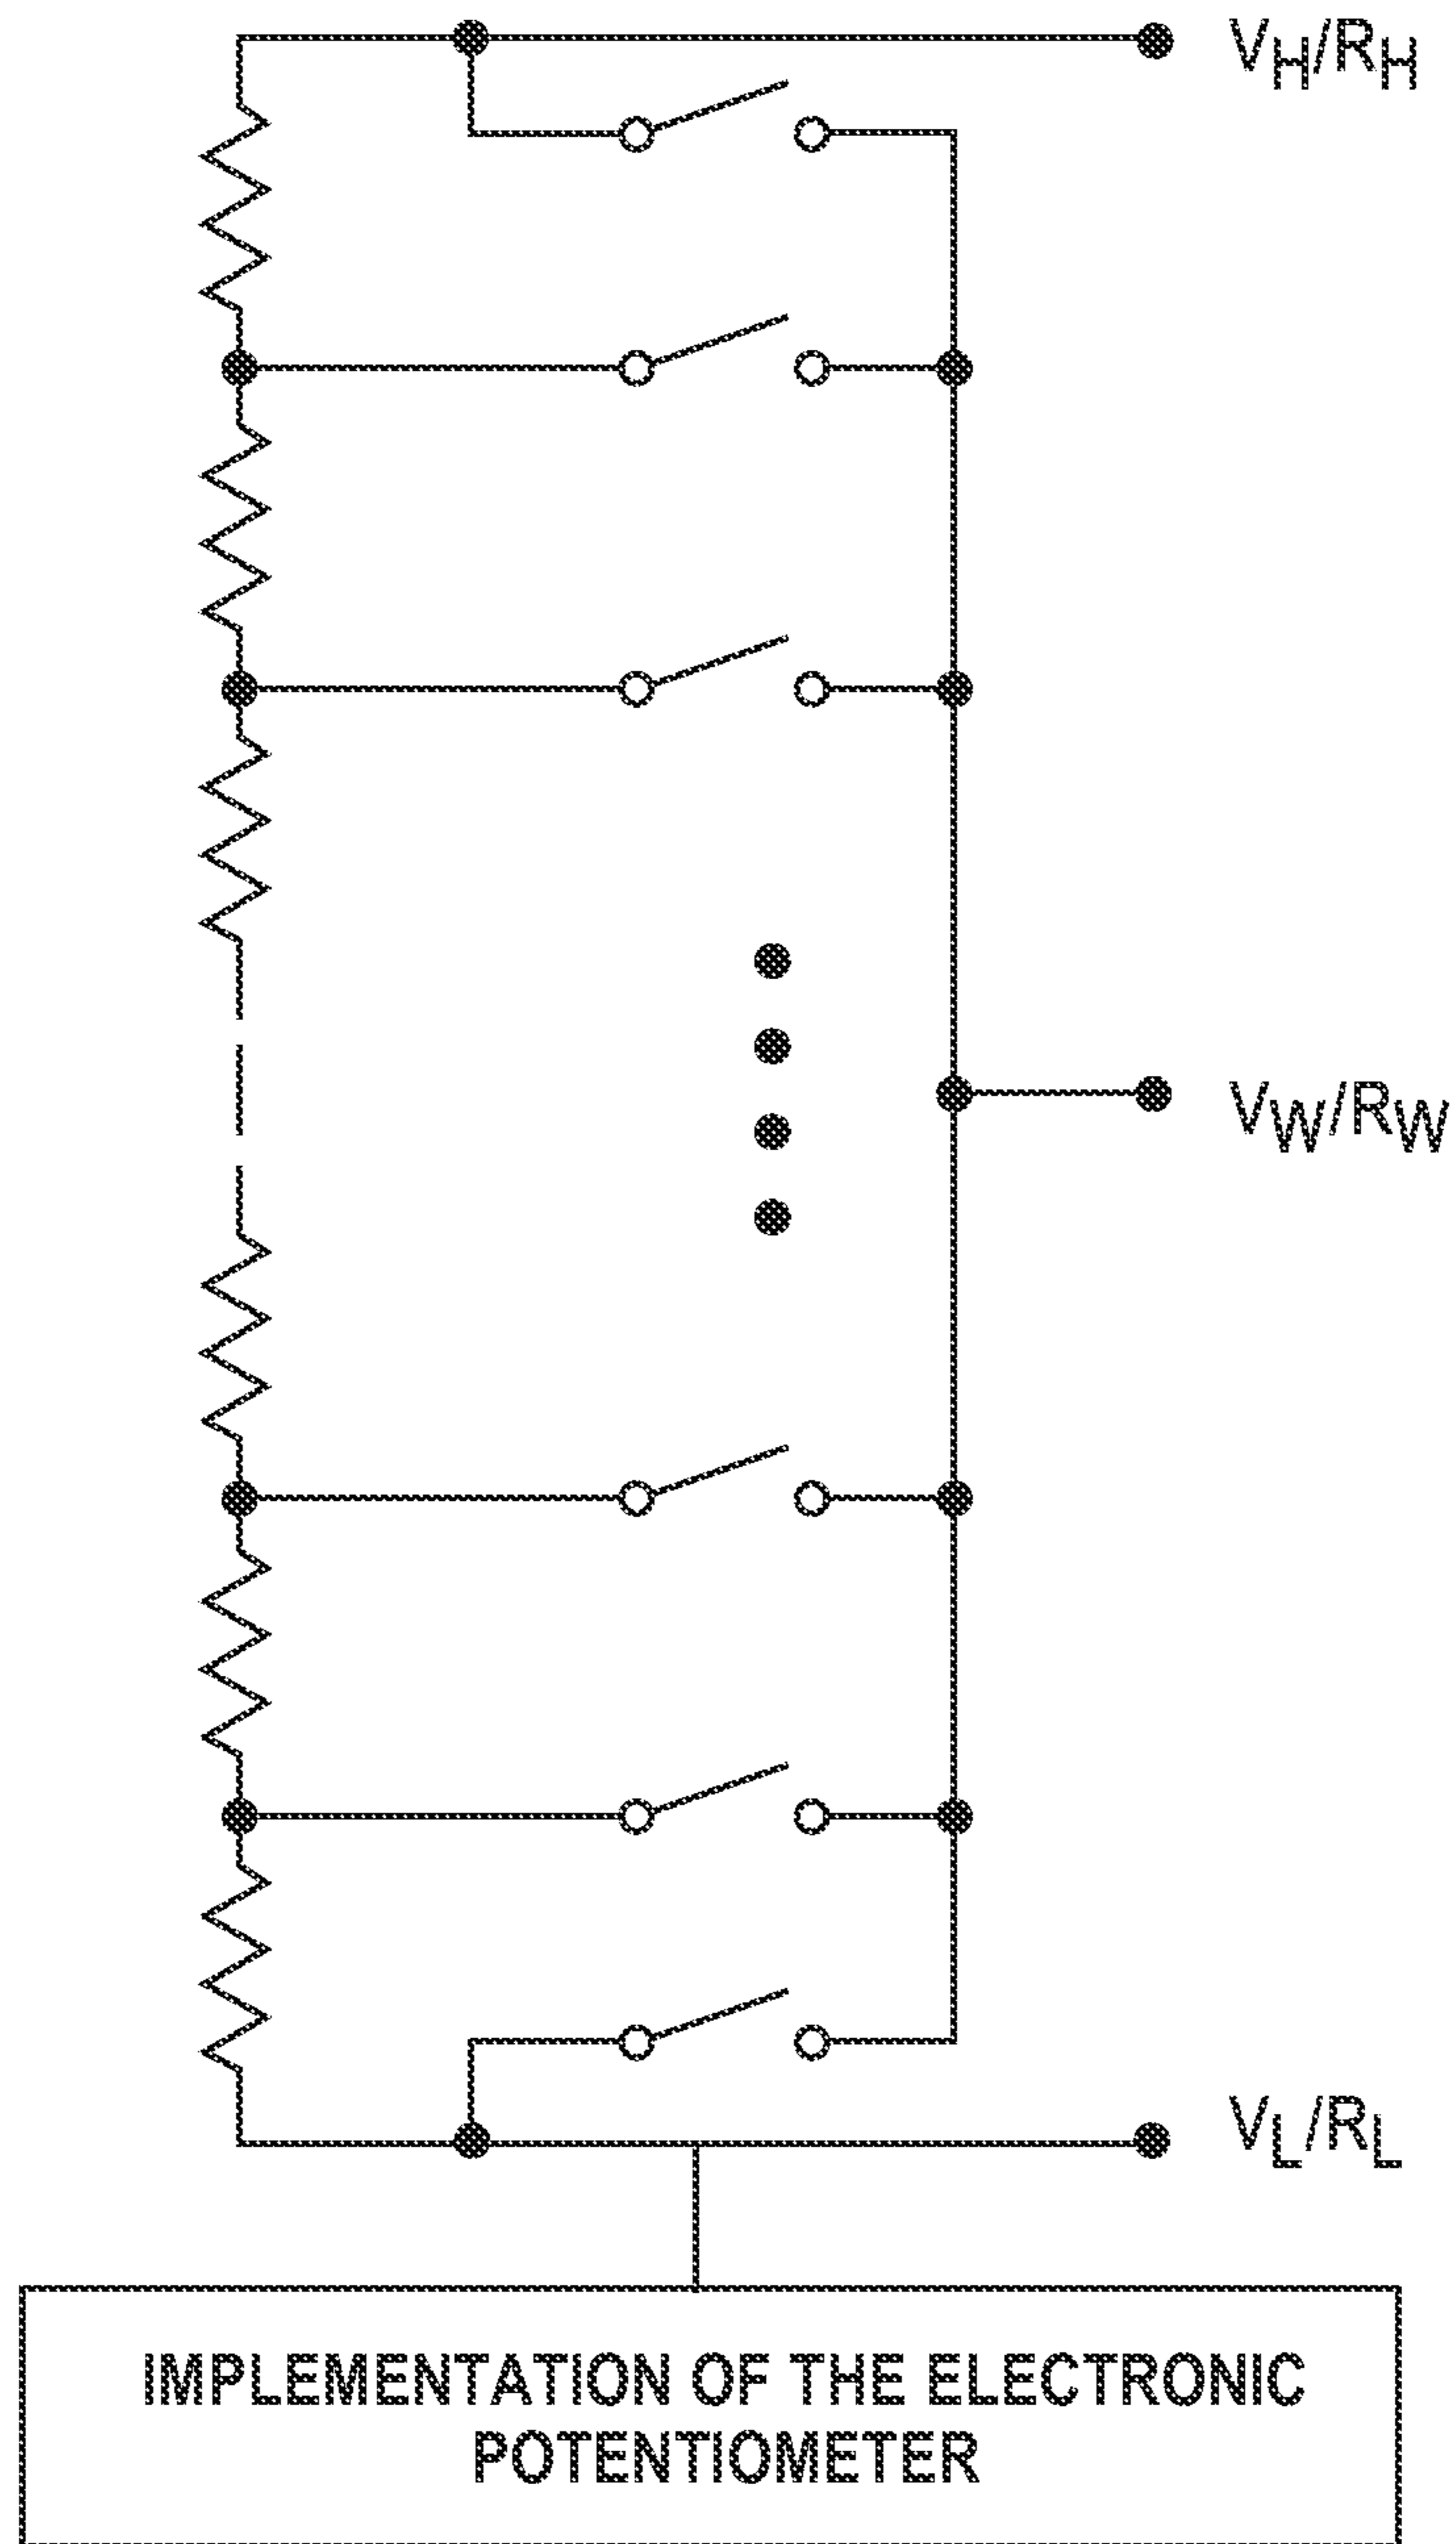 VH/RH
VW/RW
VL/RL
IMPLEMENTATION OF THE ELECTRONIC
POTENTIOMETER